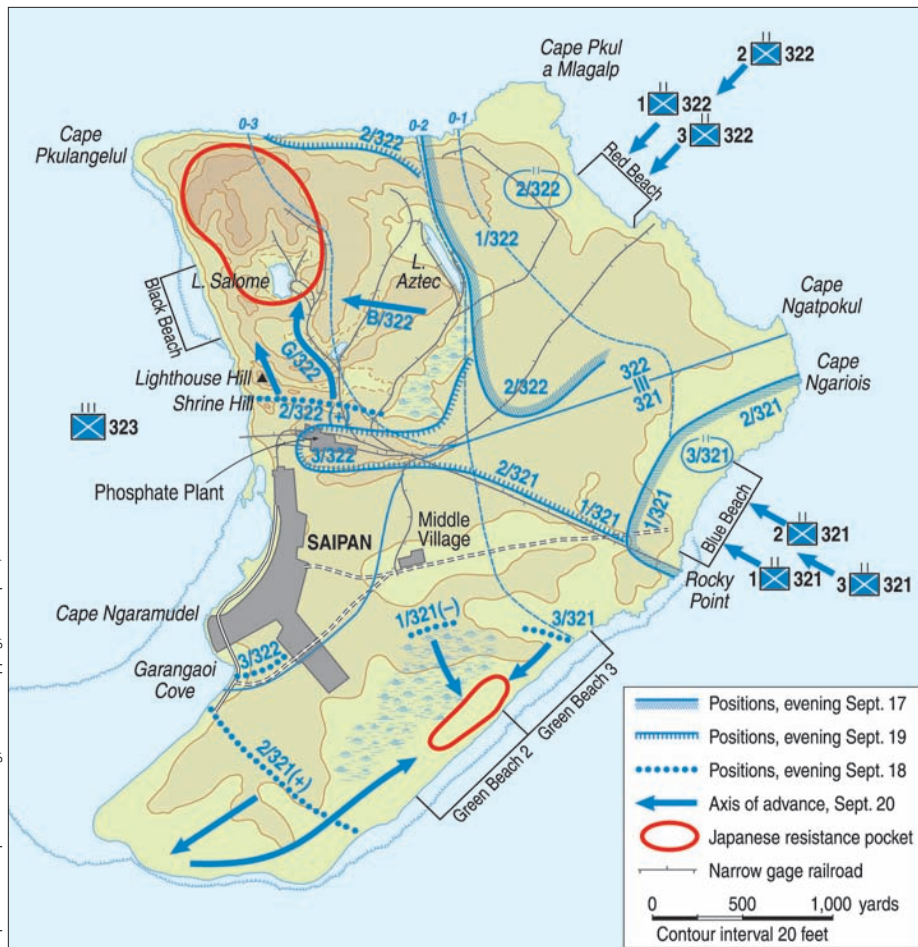 Cape Pkul
a Mlagalp
2 322
1 322
3 322
Red Beach
Cape
Pkulangelul
0-3
2/322
0-2
0-1
2/322
1/322
L. Salome
L.
Aztec
Black Beach
B/322
G/322
Cape
Ngatpokul
Cape
Ngariois
Lighthouse Hill
Shrine Hill
2/322 (+)
2/322
322
III
321
2/321
3/321
323
3/322
Phosphate Plant
2/321
1/321
1/321
Blue Beach
2 321
1 321
3 321
SAIPAN
Middle
Village
Rocky
Point
Cape Ngaramudel
1/321(–)
3/321
3/322
Garangaoi
Cove
Green Beach 3
Green Beach 2
2/321(+)
Positions, evening Sept. 17
Positions, evening Sept. 19
Positions, evening Sept. 18
Axis of advance, Sept. 20
Japanese resistance pocket
Narrow gage railroad
0 500 1,000 yards
Contour interval 20 feet